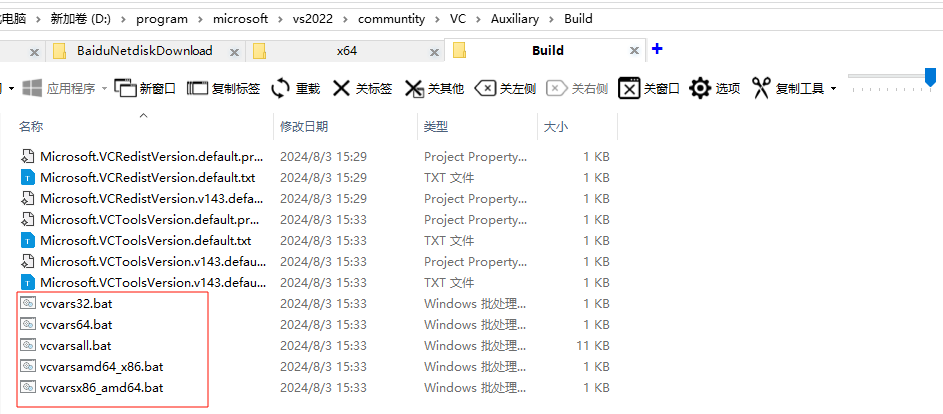 电脑 > 新加卷 (D:) > program > microsoft > vs2022 > communtity > VC > Auxiliary > Build
BaiduNetdiskDownload x64 Build
应用程序 新窗口 复制标签 重载 关标签 关其他 关左侧 关右侧 关窗口 选项 复制工具
名称 修改日期 类型 大小
Microsoft.VCRedistVersion.default.pr... 2024/8/3 15:29 Project Property... 1 KB
Microsoft.VCRedistVersion.default.txt 2024/8/3 15:29 TXT 文件 1 KB
Microsoft.VCRedistVersion.v143.defa... 2024/8/3 15:29 Project Property... 1 KB
Microsoft.VCToolsVersion.default.pr... 2024/8/3 15:33 Project Property... 1 KB
Microsoft.VCToolsVersion.default.txt 2024/8/3 15:33 TXT 文件 1 KB
Microsoft.VCToolsVersion.v143.defau... 2024/8/3 15:33 Project Property... 1 KB
Microsoft.VCToolsVersion.v143.defau... 2024/8/3 15:33 TXT 文件 1 KB
vcvars32.bat 2024/8/3 15:33 Windows 批处理... 1 KB
vcvars64.bat 2024/8/3 15:33 Windows 批处理... 1 KB
vcvarsall.bat 2024/8/3 15:33 Windows 批处理... 11 KB
vcvarsamd64_x86.bat 2024/8/3 15:33 Windows 批处理... 1 KB
vcvarsx86_amd64.bat 2024/8/3 15:33 Windows 批处理... 1 KB